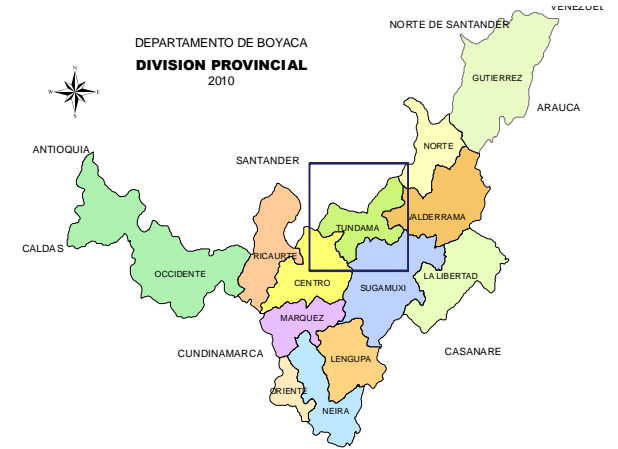 VENEZUEL
NORTE DE SANTANDER
DEPARTAMENTO DE BOYACA
DIVISION PROVINCIAL
2010
N
W E
S
GUTIERREZ
ARAUCA
ANTIOQUIA
NORTE
SANTANDER
VALDERRAMA
TUNDAMA
CALDAS
RICAURTE
OCCIDENTE
LA LIBERTAD
CENTRO
SUGAMUXI
MARQUEZ
CUNDINAMARCA
LENGUPA
CASANARE
ORIENTE
NEIRA